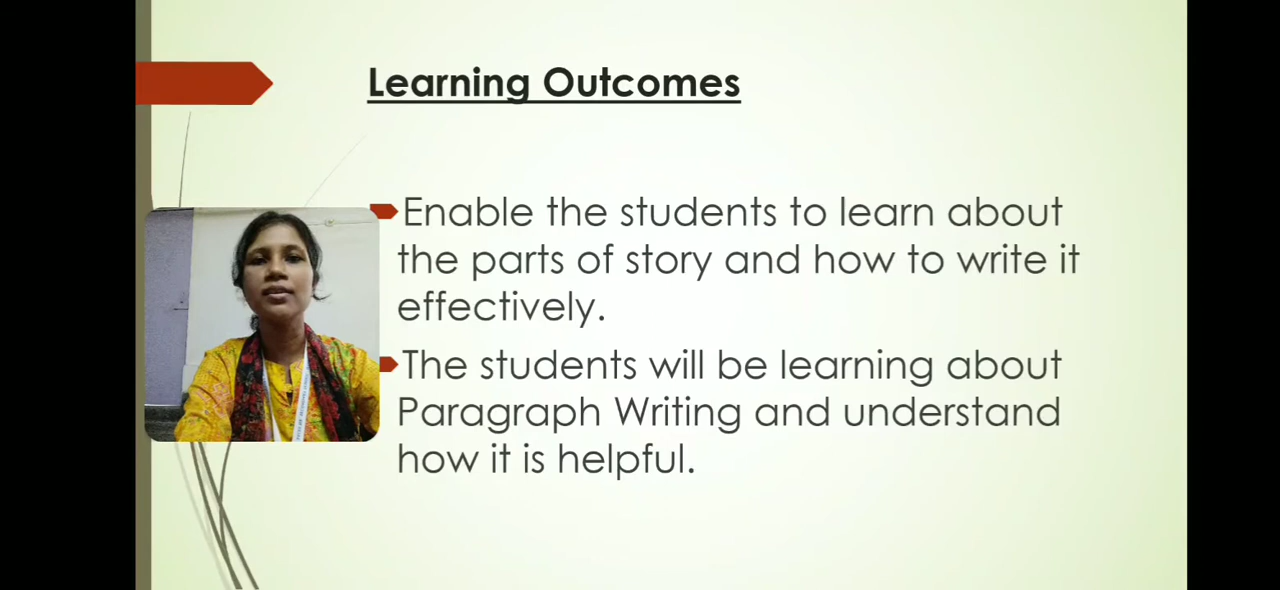 Learning Outcomes
Enable the students to learn about
the parts of story and how to write it
effectively.
The students will be learning about
Paragraph Writing and understand
how it is helpful.